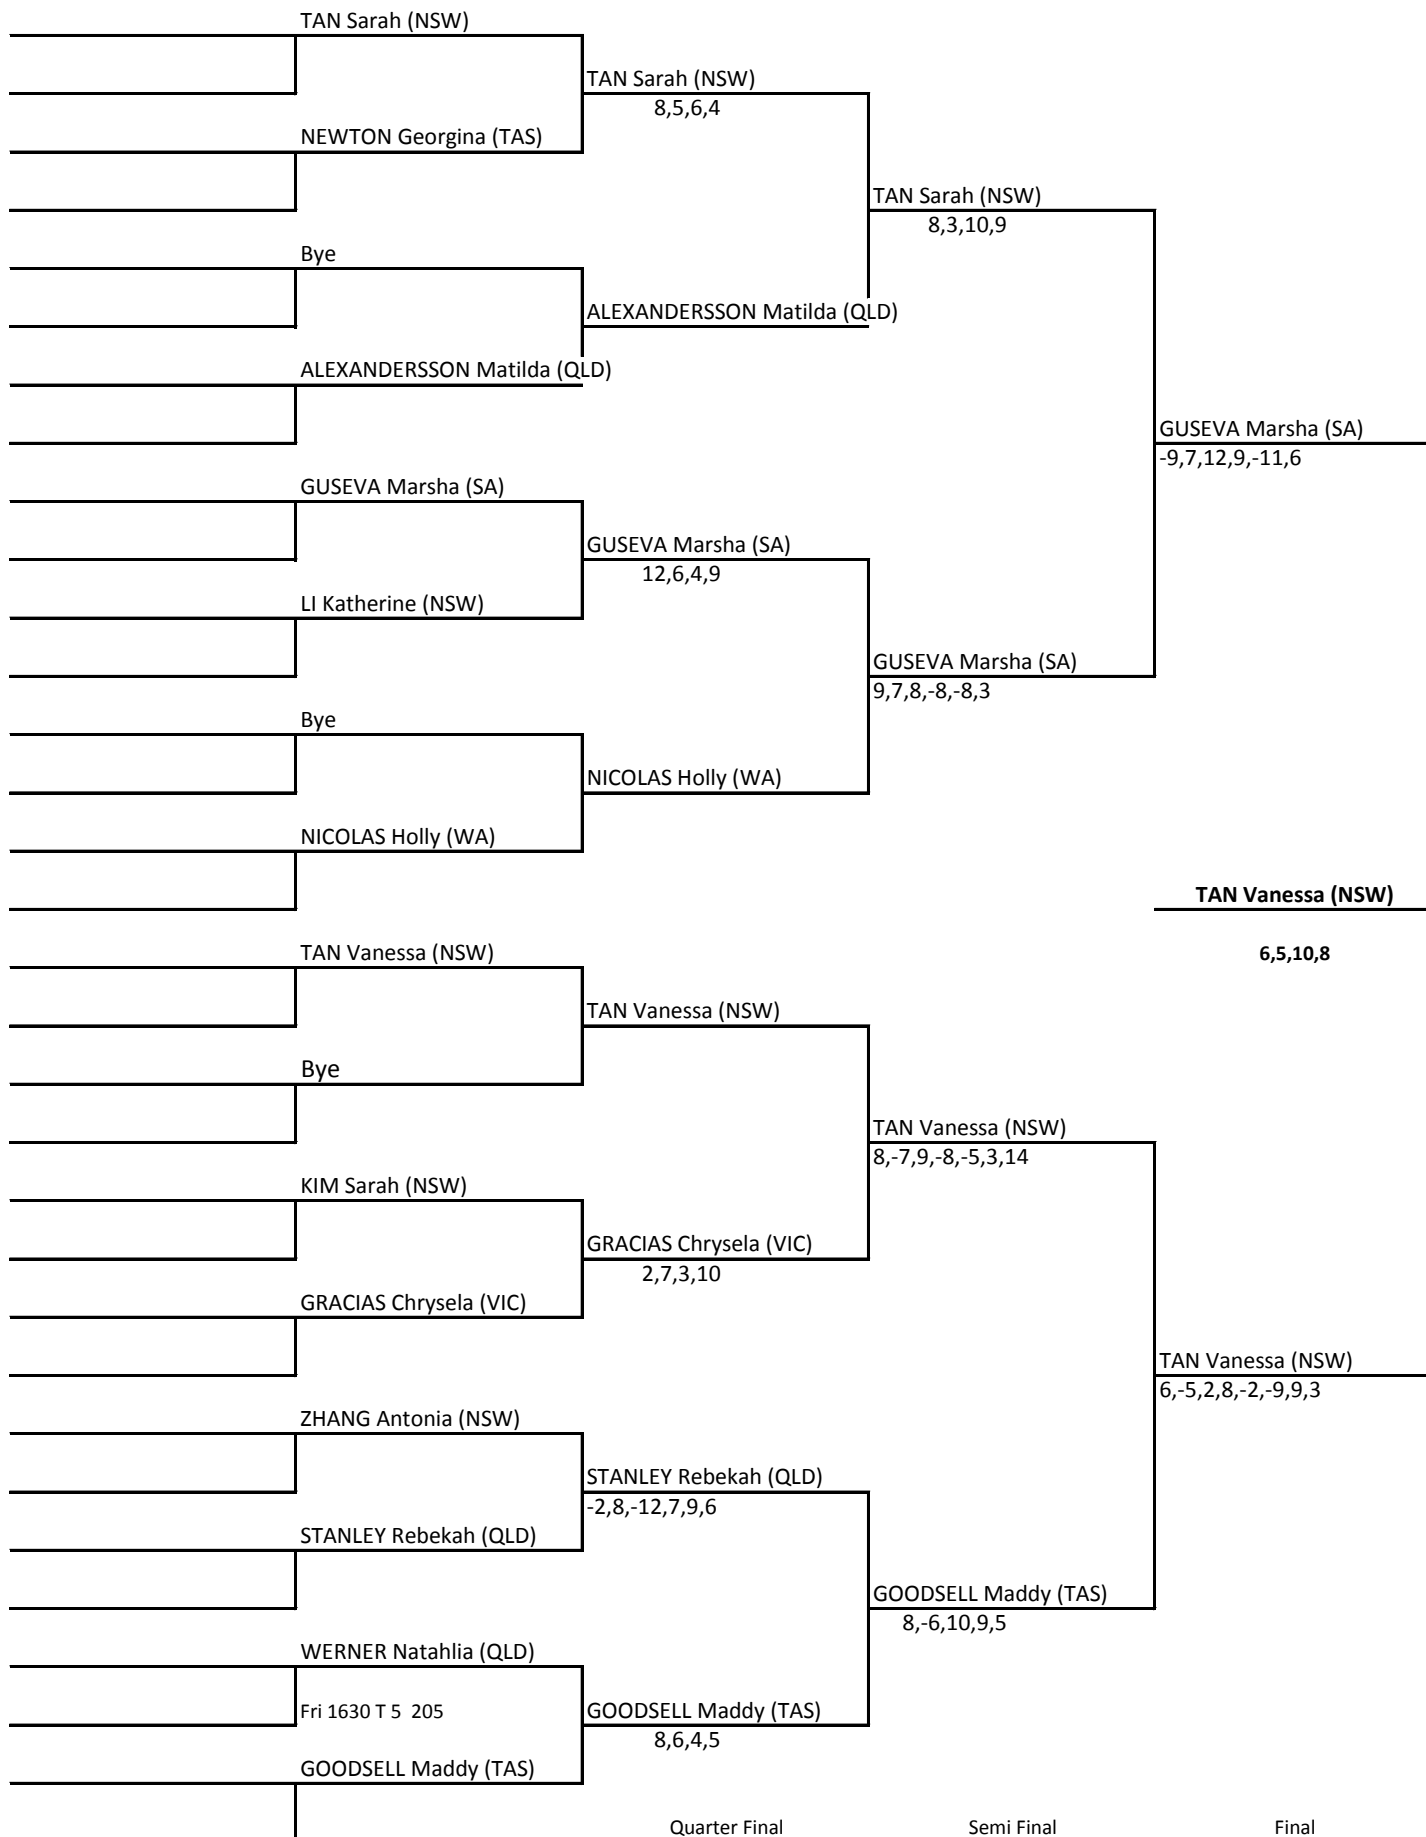 TAN Sarah (NSW)
TAN Sarah (NSW)
8,5,6,4
NEWTON Georgina (TAS)
TAN Sarah (NSW)
8,3,10,9
Bye
ALEXANDERSSON Matilda (QLD)
ALEXANDERSSON Matilda (QLD)
GUSEVA Marsha (SA)
-9,7,12,9,-11,6
GUSEVA Marsha (SA)
GUSEVA Marsha (SA)
12,6,4,9
LI Katherine (NSW)
GUSEVA Marsha (SA)
9,7,8,-8,-8,3
Bye
NICOLAS Holly (WA)
NICOLAS Holly (WA)
TAN Vanessa (NSW)
6,5,10,8
TAN Vanessa (NSW)
TAN Vanessa (NSW)
Bye
TAN Vanessa (NSW)
8,-7,9,-8,-5,3,14
KIM Sarah (NSW)
GRACIAS Chrysela (VIC)
2,7,3,10
GRACIAS Chrysela (VIC)
TAN Vanessa (NSW)
6,-5,2,8,-2,-9,9,3
ZHANG Antonia (NSW)
STANLEY Rebekah (QLD)
-2,8,-12,7,9,6
STANLEY Rebekah (QLD)
GOODSELL Maddy (TAS)
8,-6,10,9,5
WERNER Natahlia (QLD)
Fri 1630 T 5 205
GOODSELL Maddy (TAS)
8,6,4,5
GOODSELL Maddy (TAS)
Quarter Final
Semi Final
Final